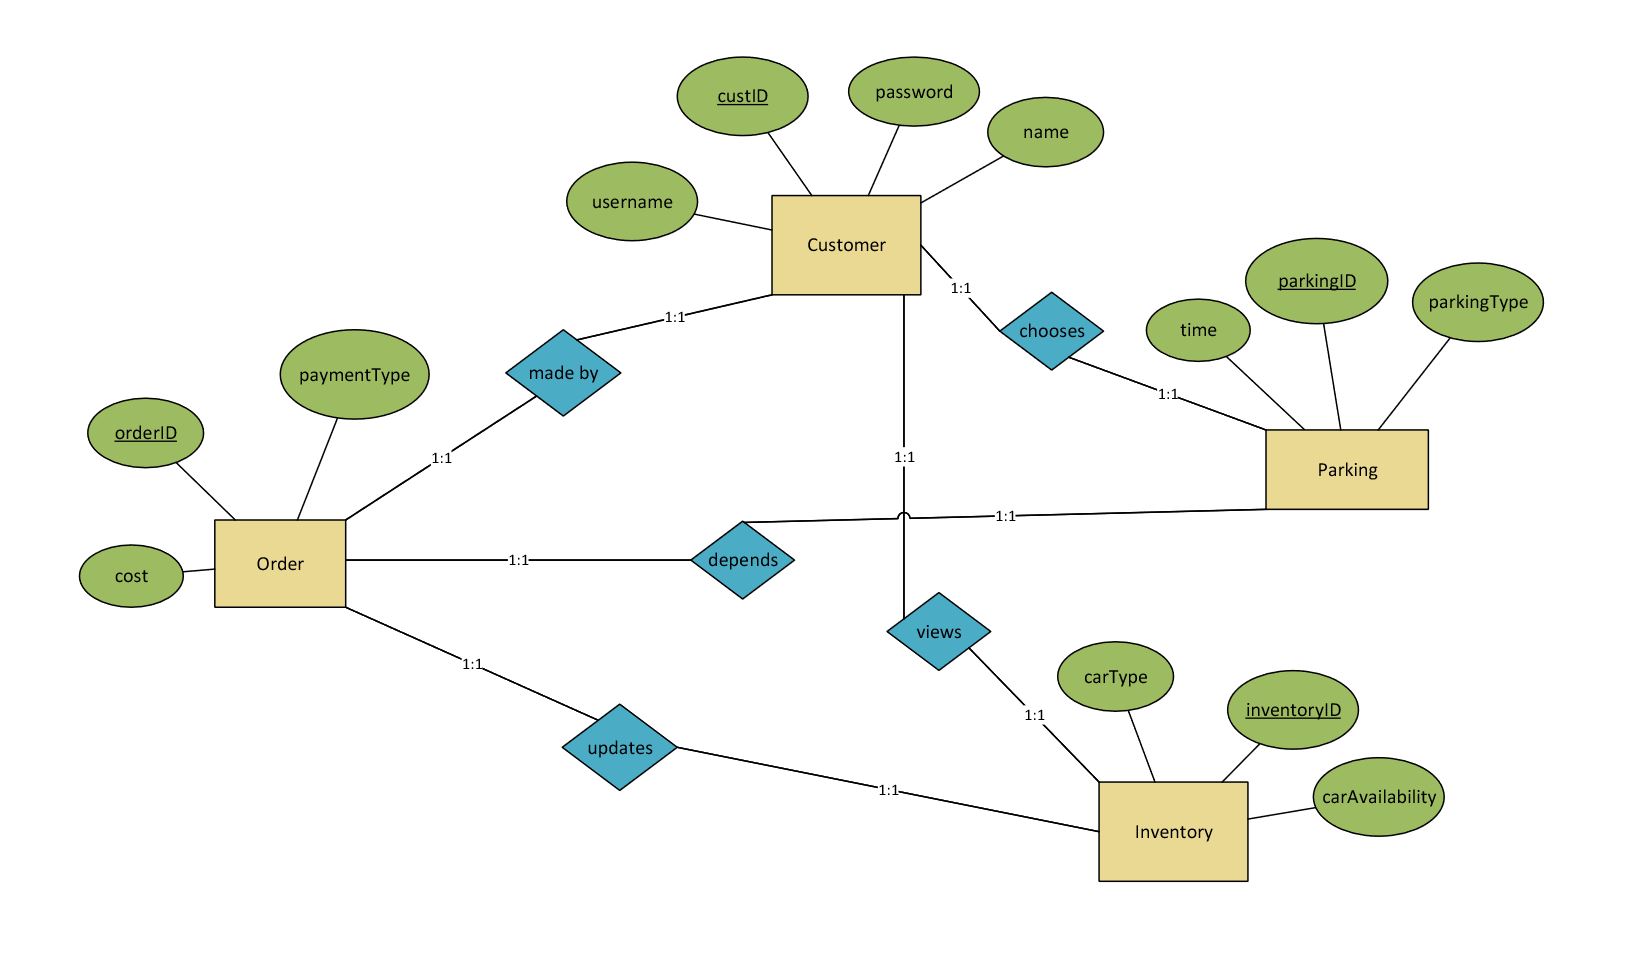 custID
password
name
username
Customer
1:1
1:1
made by
chooses
time
parkingID
parkingType
1:1
Parking
paymentType
orderID
1:1
1:1
1:1
cost
Order
1:1
depends
views
1:1
updates
1:1
1:1
carType
inventoryID
carAvailability
Inventory